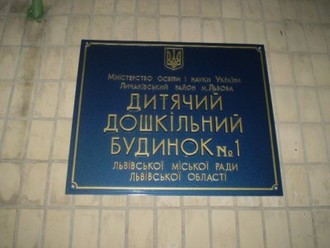 Міністерство освіти і науки України
Личаківський район м. Львова
ДИТЯЧИЙ
ДОШКІЛЬНИЙ
БУДИНОК №1
ЛЬВІВСЬКОЇ МІСЬКОЇ РАДИ
ЛЬВІВСЬКОЇ ОБЛАСТІ